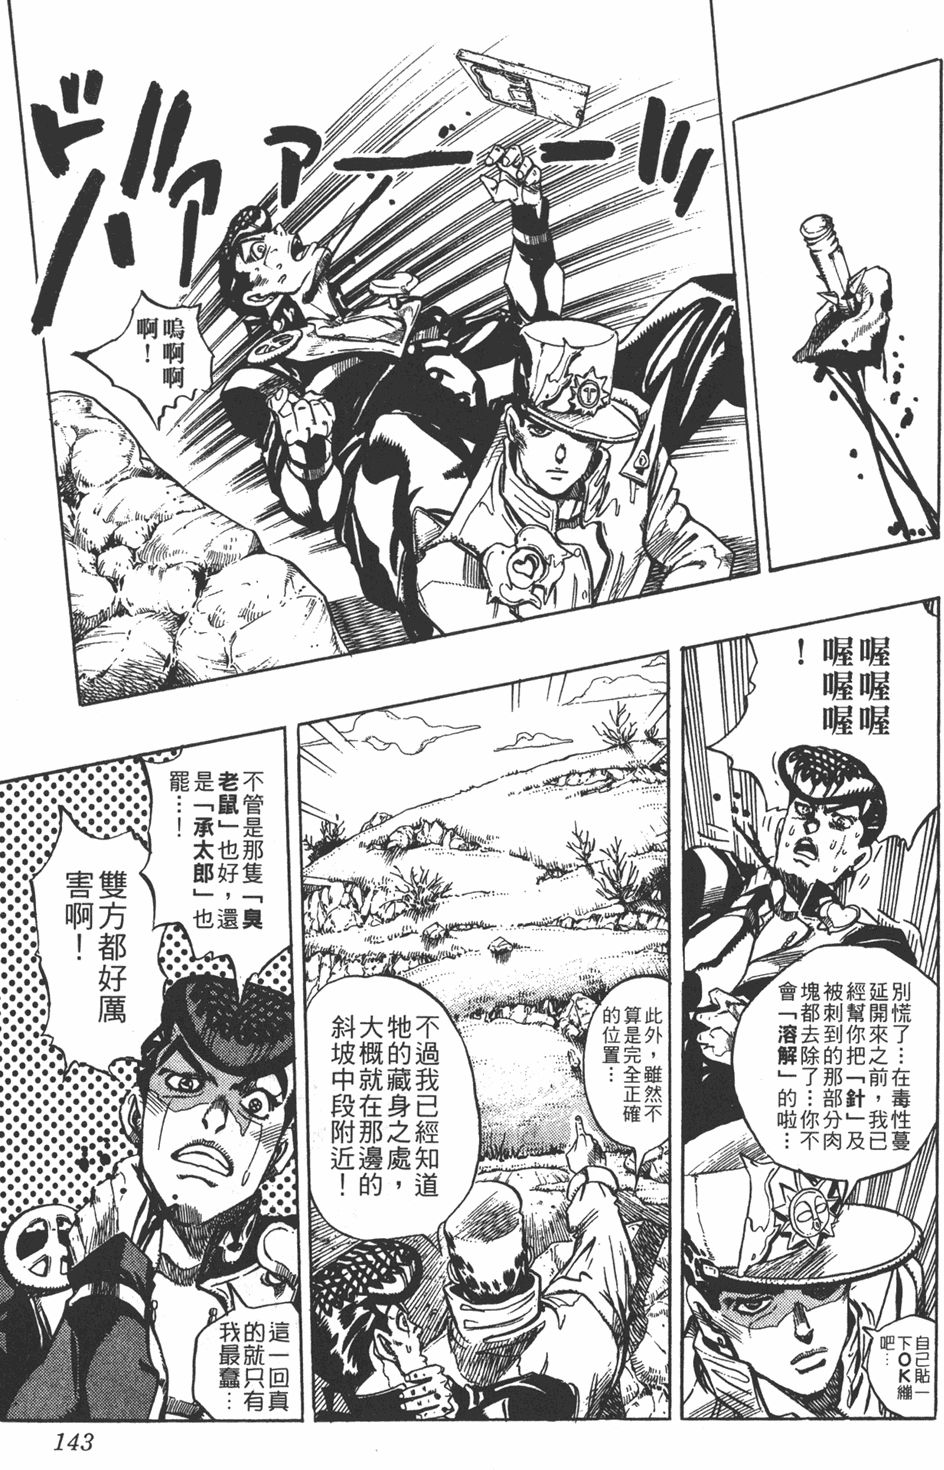 ドバァァーーーッ
嗚啊啊
啊！
喔喔喔
喔喔喔
！
別慌了…在毒性蔓
延開來之前，我已
經幫你把「針」及
被刺到的那部分肉
塊都去除了…你不
會「溶解」的啦…
自己貼一
下OK繃
吧…
此外，雖然不
算是完全正確
的位置…
不過我已經知道
牠的藏身之處，
大概就在那邊的
斜坡中段附近！
不管是那隻「臭
老鼠」也好，還
是「承太郎」也
罷…！
雙方都好厲
害啊！
這一回真
的就只有
我最蠢…
143